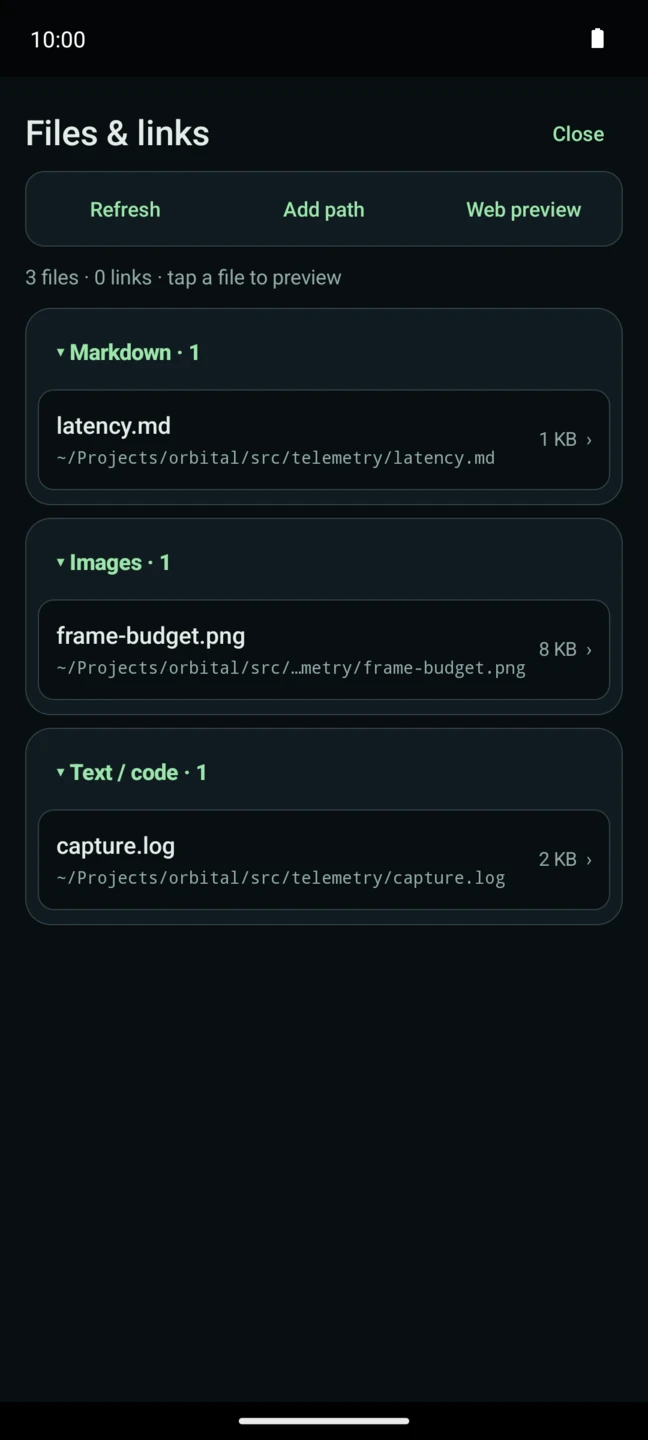 10:00
Files & links
Close
Refresh
Add path
Web preview
3 files · 0 links · tap a file to preview
▾ Markdown · 1
latency.md
~/Projects/orbital/src/telemetry/latency.md
1 KB ›
▾ Images · 1
frame-budget.png
~/Projects/orbital/src/…metry/frame-budget.png
8 KB ›
▾ Text / code · 1
capture.log
~/Projects/orbital/src/telemetry/capture.log
2 KB ›